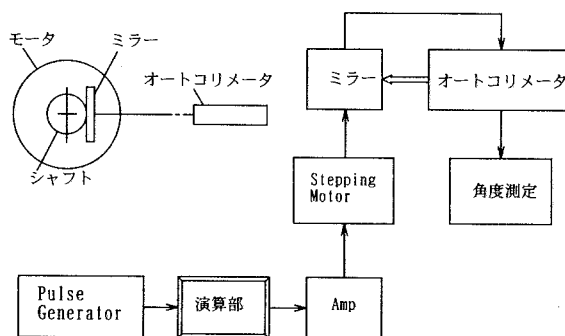 モータ
ミラー
オートコリメータ
シャフト
ミラー
オートコリメータ
Stepping
Motor
角度測定
Pulse
Generator
演算部
Amp